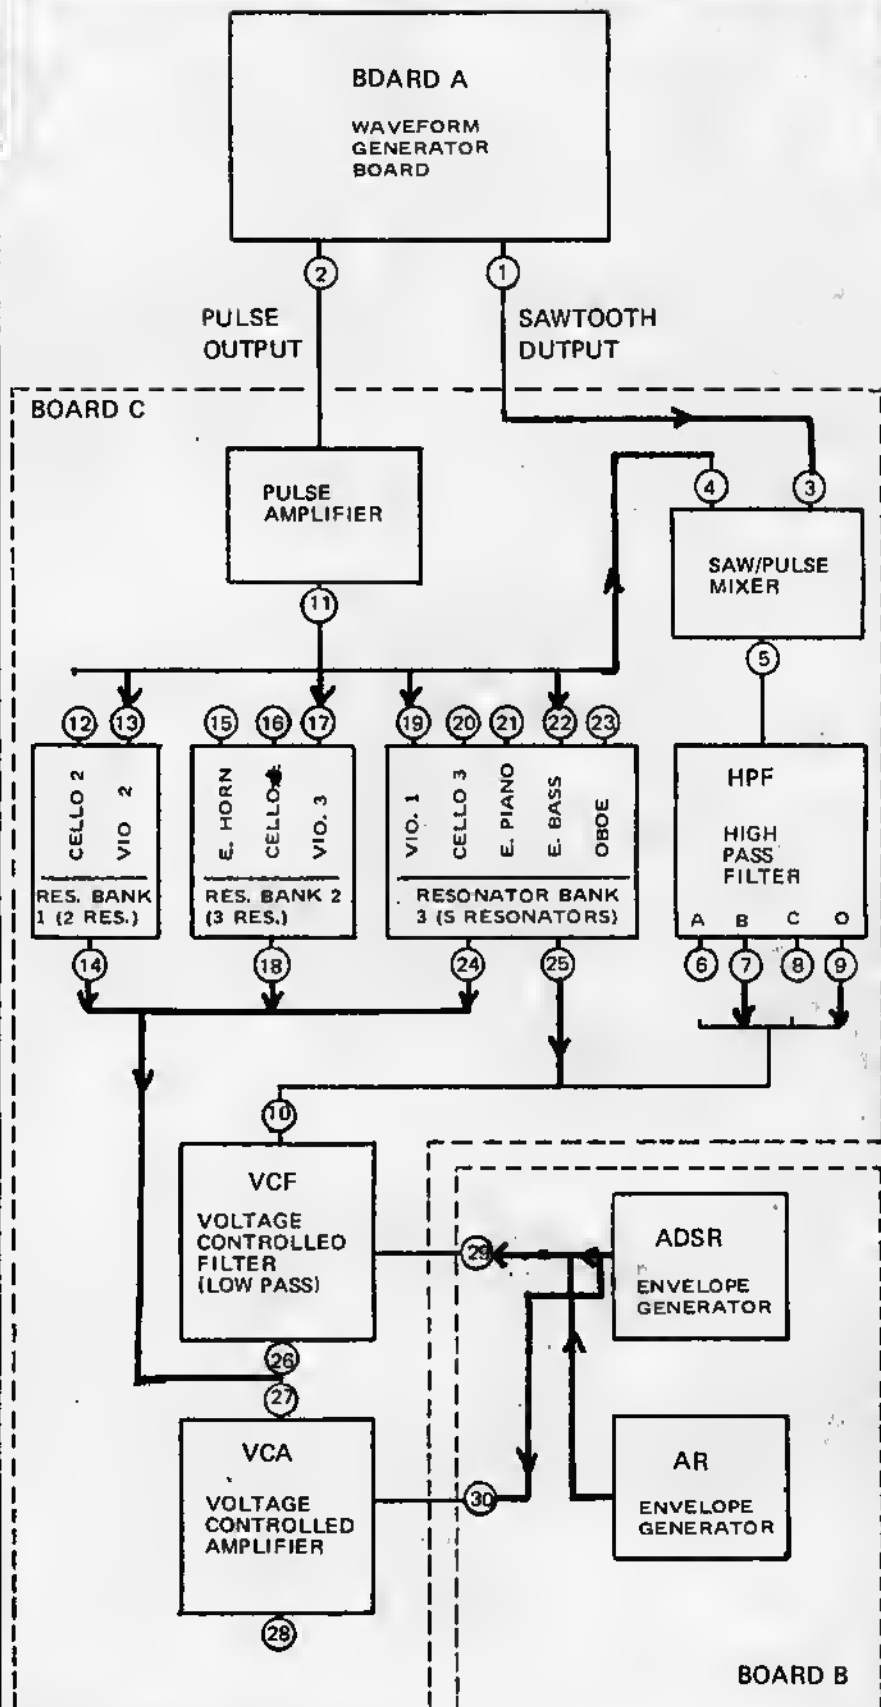 BDARD A
WAVEFORM
GENERATOR
BOARD
2
1
PULSE
OUTPUT
SAWTOOTH
DUTPUT
BOARD C
4
3
PULSE
AMPLIFIER
SAW/PULSE
MIXER
11
5
12
13
15
16
17
19
20
21
22
23
CELLO 2
VIO 2
E. HORN
CELLO
VIO. 3
VIO. 1
CELLO 3
E. PIANO
E. BASS
OBOE
HPF
HIGH
PASS
FILTER
RES. BANK
1 (2 RES.)
RES. BANK 2
(3 RES.)
RESONATOR BANK
3 (5 RESONATORS)
A
B
C
O
14
18
24
25
6
7
8
9
10
VCF
VOLTAGE
CONTROLLED
FILTER
(LOW PASS)
29
ADSR
ENVELOPE
GENERATOR
26
27
VCA
VOLTAGE
CONTROLLED
AMPLIFIER
30
AR
ENVELOPE
GENERATOR
28
BOARD B